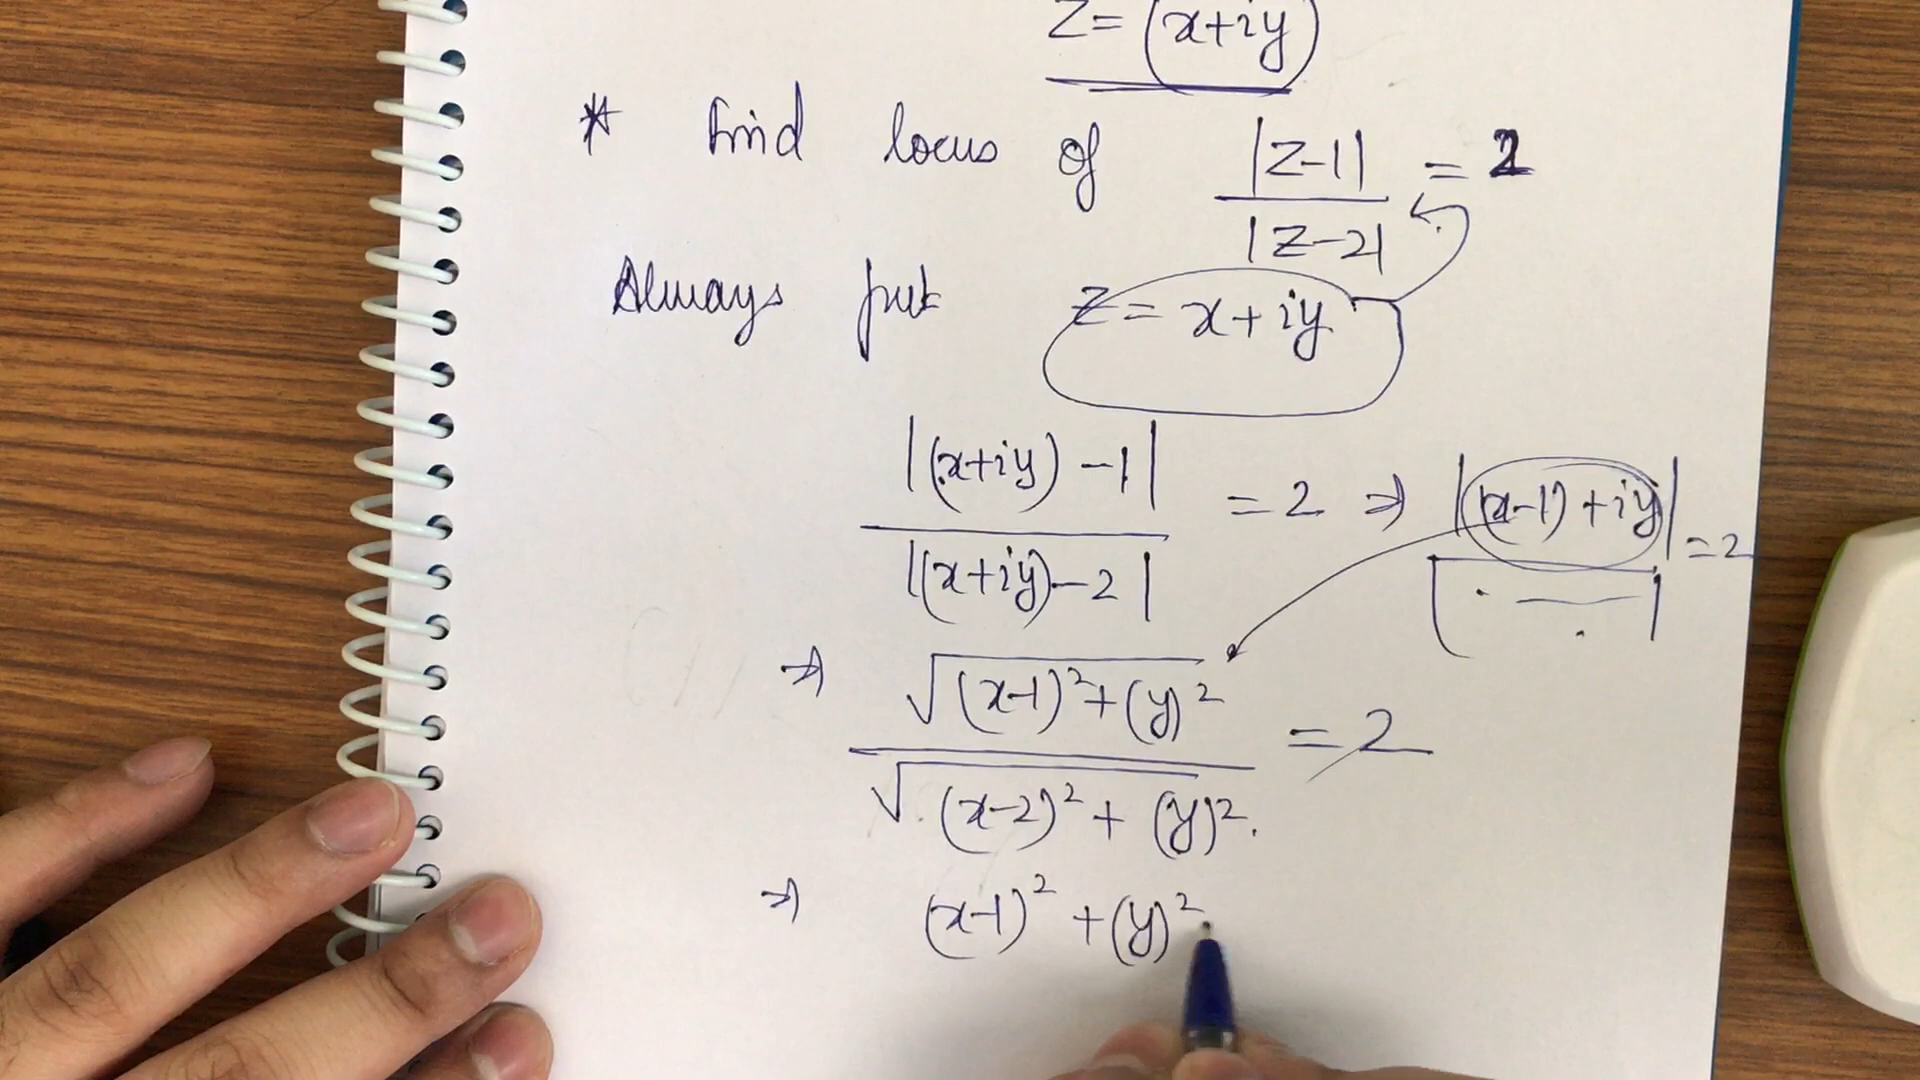 Z = (x+iy)
* Find locus of |Z-1| / |Z-2| = 2
Always put Z = x+iy
|(x+iy) -1| / |(x+iy)-2| = 2 ⇒ |(x-1)+iy| / | = 2
⇒ √(x-1)²+(y)² / √(x-2)²+(y)². = 2
⇒ (x-1)² +(y)²